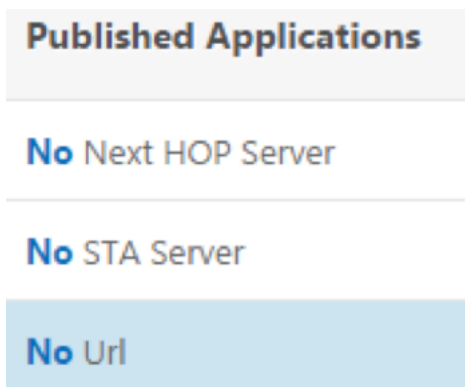 Published Applications
No Next HOP Server
No STA Server
No Url